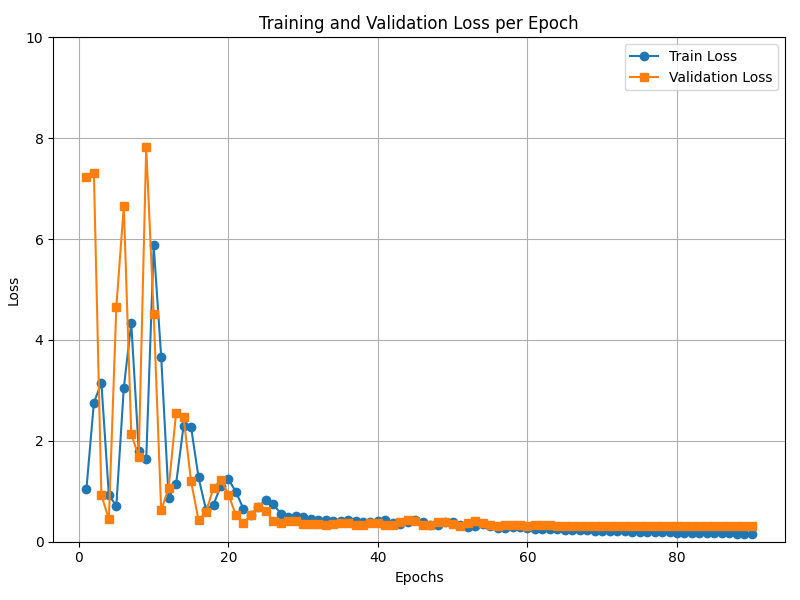 Training and Validation Loss per Epoch
10
8
6
4
2
0
Loss
Train Loss
Validation Loss
0 20 40 60 80
Epochs